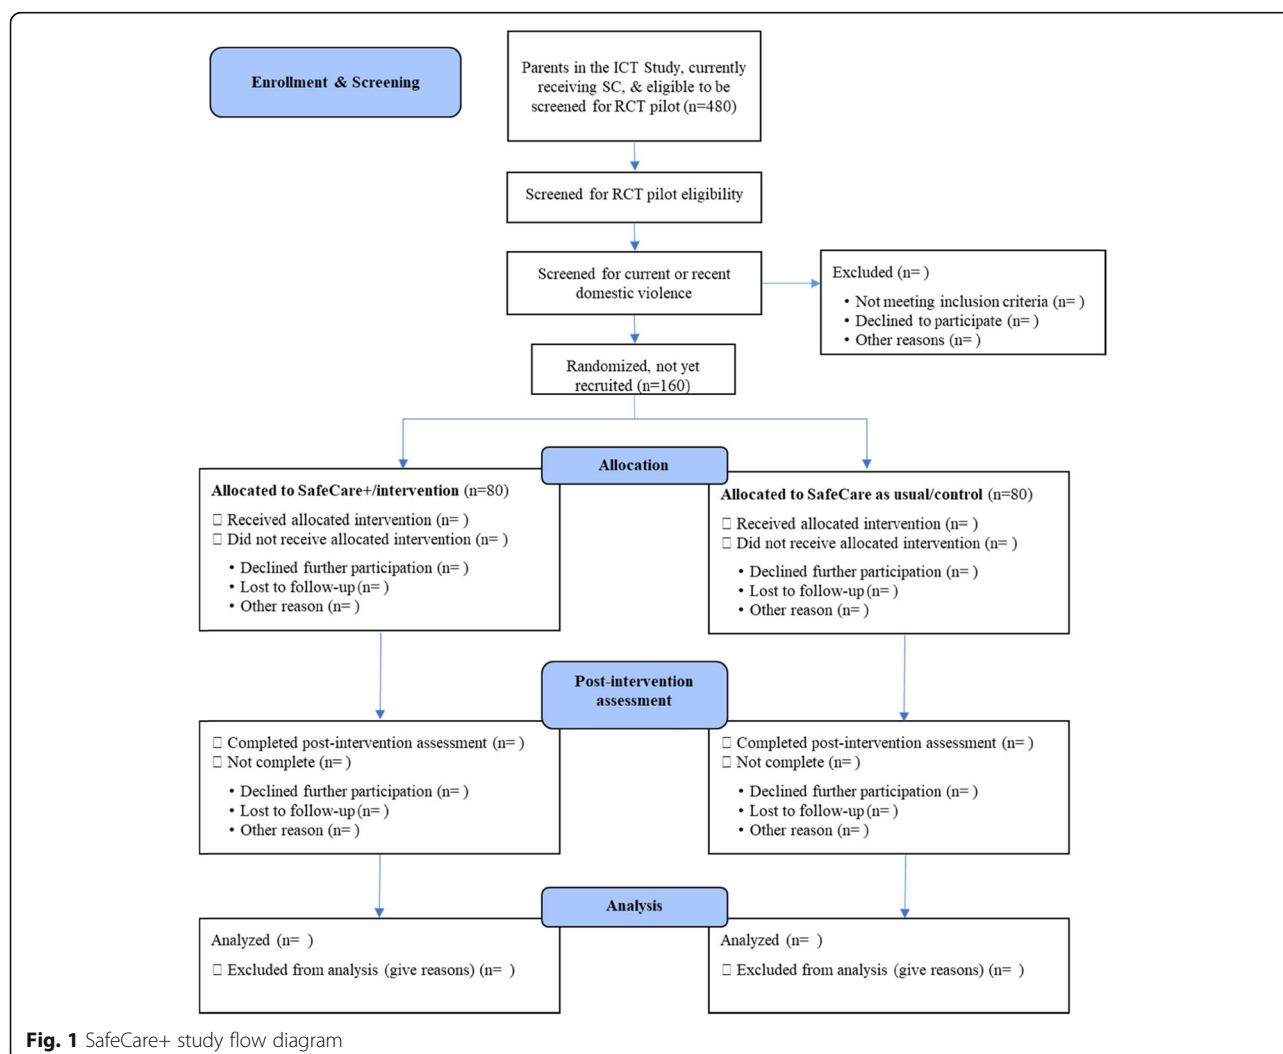 Enrollment & Screening
Parents in the ICT Study, currently
receiving SC, & eligible to be
screened for RCT pilot (n=480)
Screened for RCT pilot eligibility
Screened for current or recent
domestic violence
Excluded (n= )
• Not meeting inclusion criteria (n= )
• Declined to participate (n= )
• Other reasons (n= )
Randomized, not yet
recruited (n=160)
Allocation
Allocated to SafeCare+/intervention (n=80)
□ Received allocated intervention (n= )
□ Did not receive allocated intervention (n= )
• Declined further participation (n= )
• Lost to follow-up (n= )
• Other reason (n= )
Allocated to SafeCare as usual/control (n=80)
□ Received allocated intervention (n= )
□ Did not receive allocated intervention (n= )
• Declined further participation (n= )
• Lost to follow-up (n= )
• Other reason (n= )
Post-intervention
assessment
□ Completed post-intervention assessment (n= )
□ Not complete (n= )
• Declined further participation (n= )
• Lost to follow-up (n= )
• Other reason (n= )
□ Completed post-intervention assessment (n= )
□ Not complete (n= )
• Declined further participation (n= )
• Lost to follow-up (n= )
• Other reason (n= )
Analysis
Analyzed (n= )
□ Excluded from analysis (give reasons) (n= )
Analyzed (n= )
□ Excluded from analysis (give reasons) (n= )
Fig. 1 SafeCare+ study flow diagram